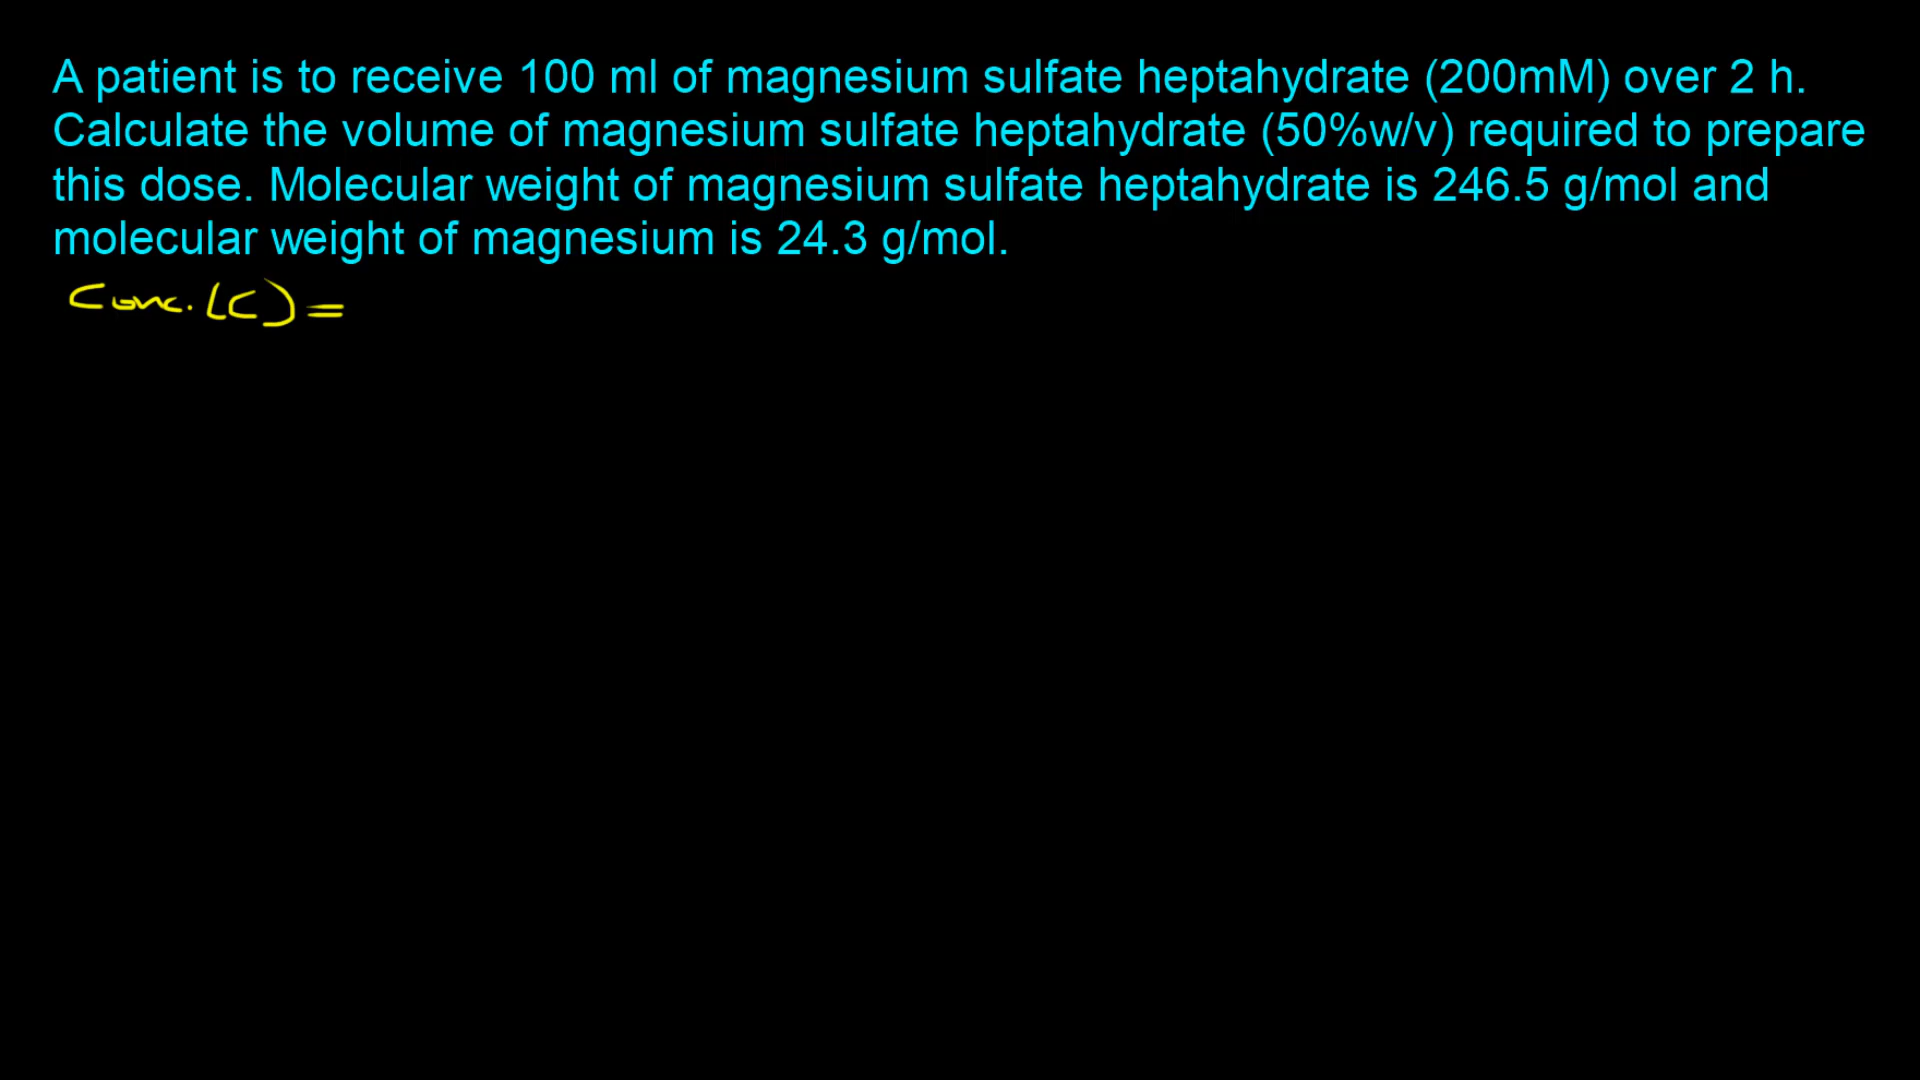 A patient is to receive 100 ml of magnesium sulfate heptahydrate (200mM) over 2 h.
Calculate the volume of magnesium sulfate heptahydrate (50%w/v) required to prepare
this dose. Molecular weight of magnesium sulfate heptahydrate is 246.5 g/mol and
molecular weight of magnesium is 24.3 g/mol.
Conc. (C) =